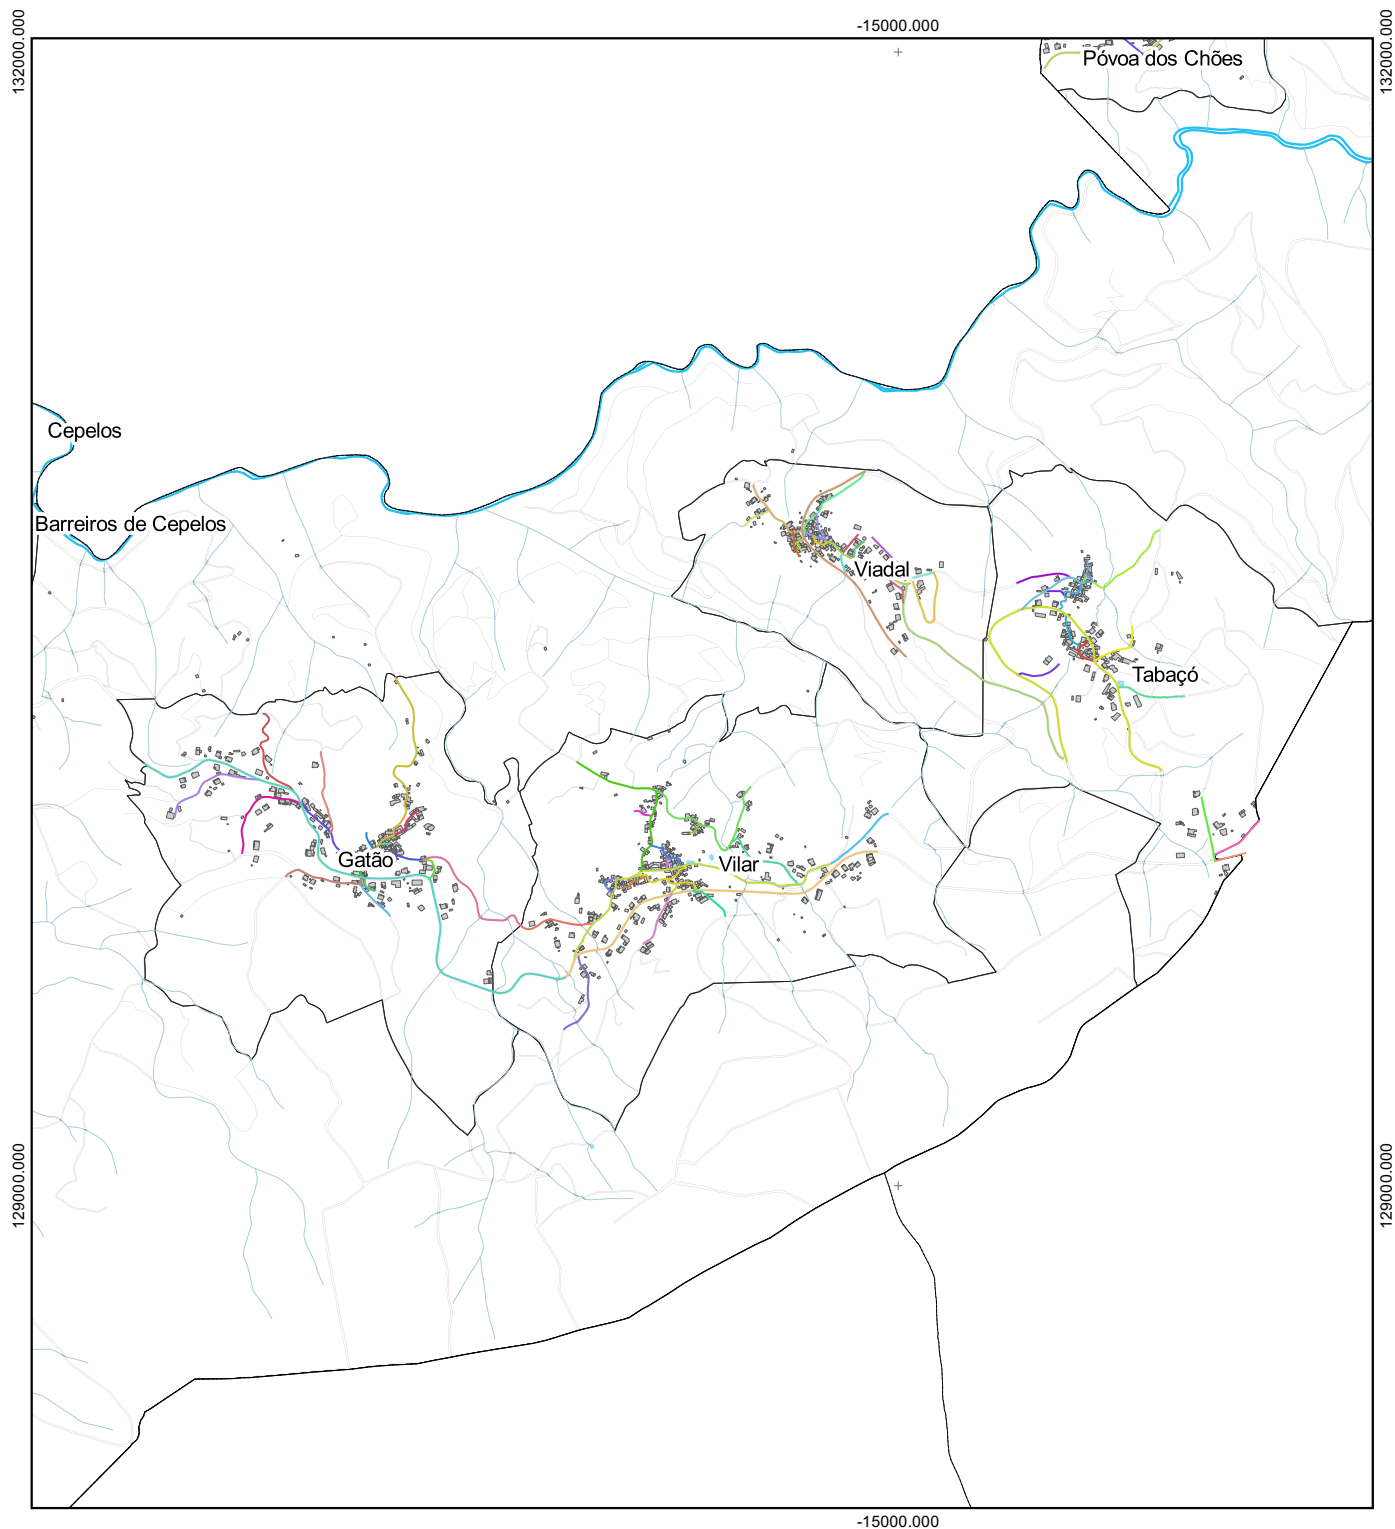 -15000.000
132000.000
132000.000
Póvoa dos Chões
Cepelos
Barreiros de Cepelos
Viadal
Tabaçó
Gatão
Vilar
129000.000
129000.000
-15000.000